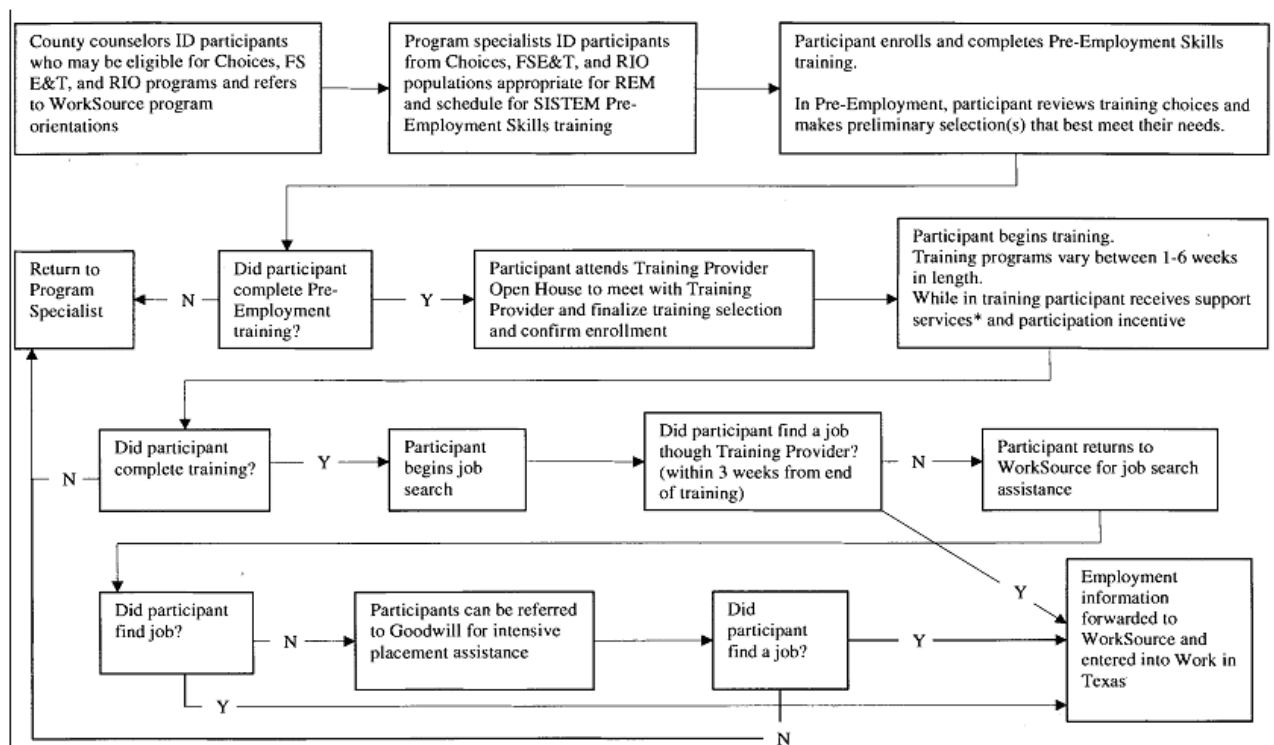 County counselors ID participants
who may be eligible for Choices, FS
E&T, and RIO programs and refers
to WorkSource program
orientations
Program specialists ID participants
from Choices, FSE&T, and RIO
populations appropriate for REM
and schedule for SISTEM Pre-
Employment Skills training
Participant enrolls and completes Pre-Employment Skills
training.
In Pre-Employment, participant reviews training choices and
makes preliminary selection(s) that best meet their needs.
Return to
Program
Specialist
N
Did participant
complete Pre-
Employment
training?
Y
Participant attends Training Provider
Open House to meet with Training
Provider and finalize training selection
and confirm enrollment
Participant begins training.
Training programs vary between 1-6 weeks
in length.
While in training participant receives support
services* and participation incentive
N
Did participant
complete training?
Y
Participant
begins job
search
Did participant find a job
though Training Provider?
(within 3 weeks from end
of training)
N
Participant returns to
WorkSource for job search
assistance
Y
Did participant
find job?
N
Participants can be referred
to Goodwill for intensive
placement assistance
Did
participant
find a job?
Y
Employment
information
forwarded to
WorkSource and
entered into Work in
Texas
Y
N